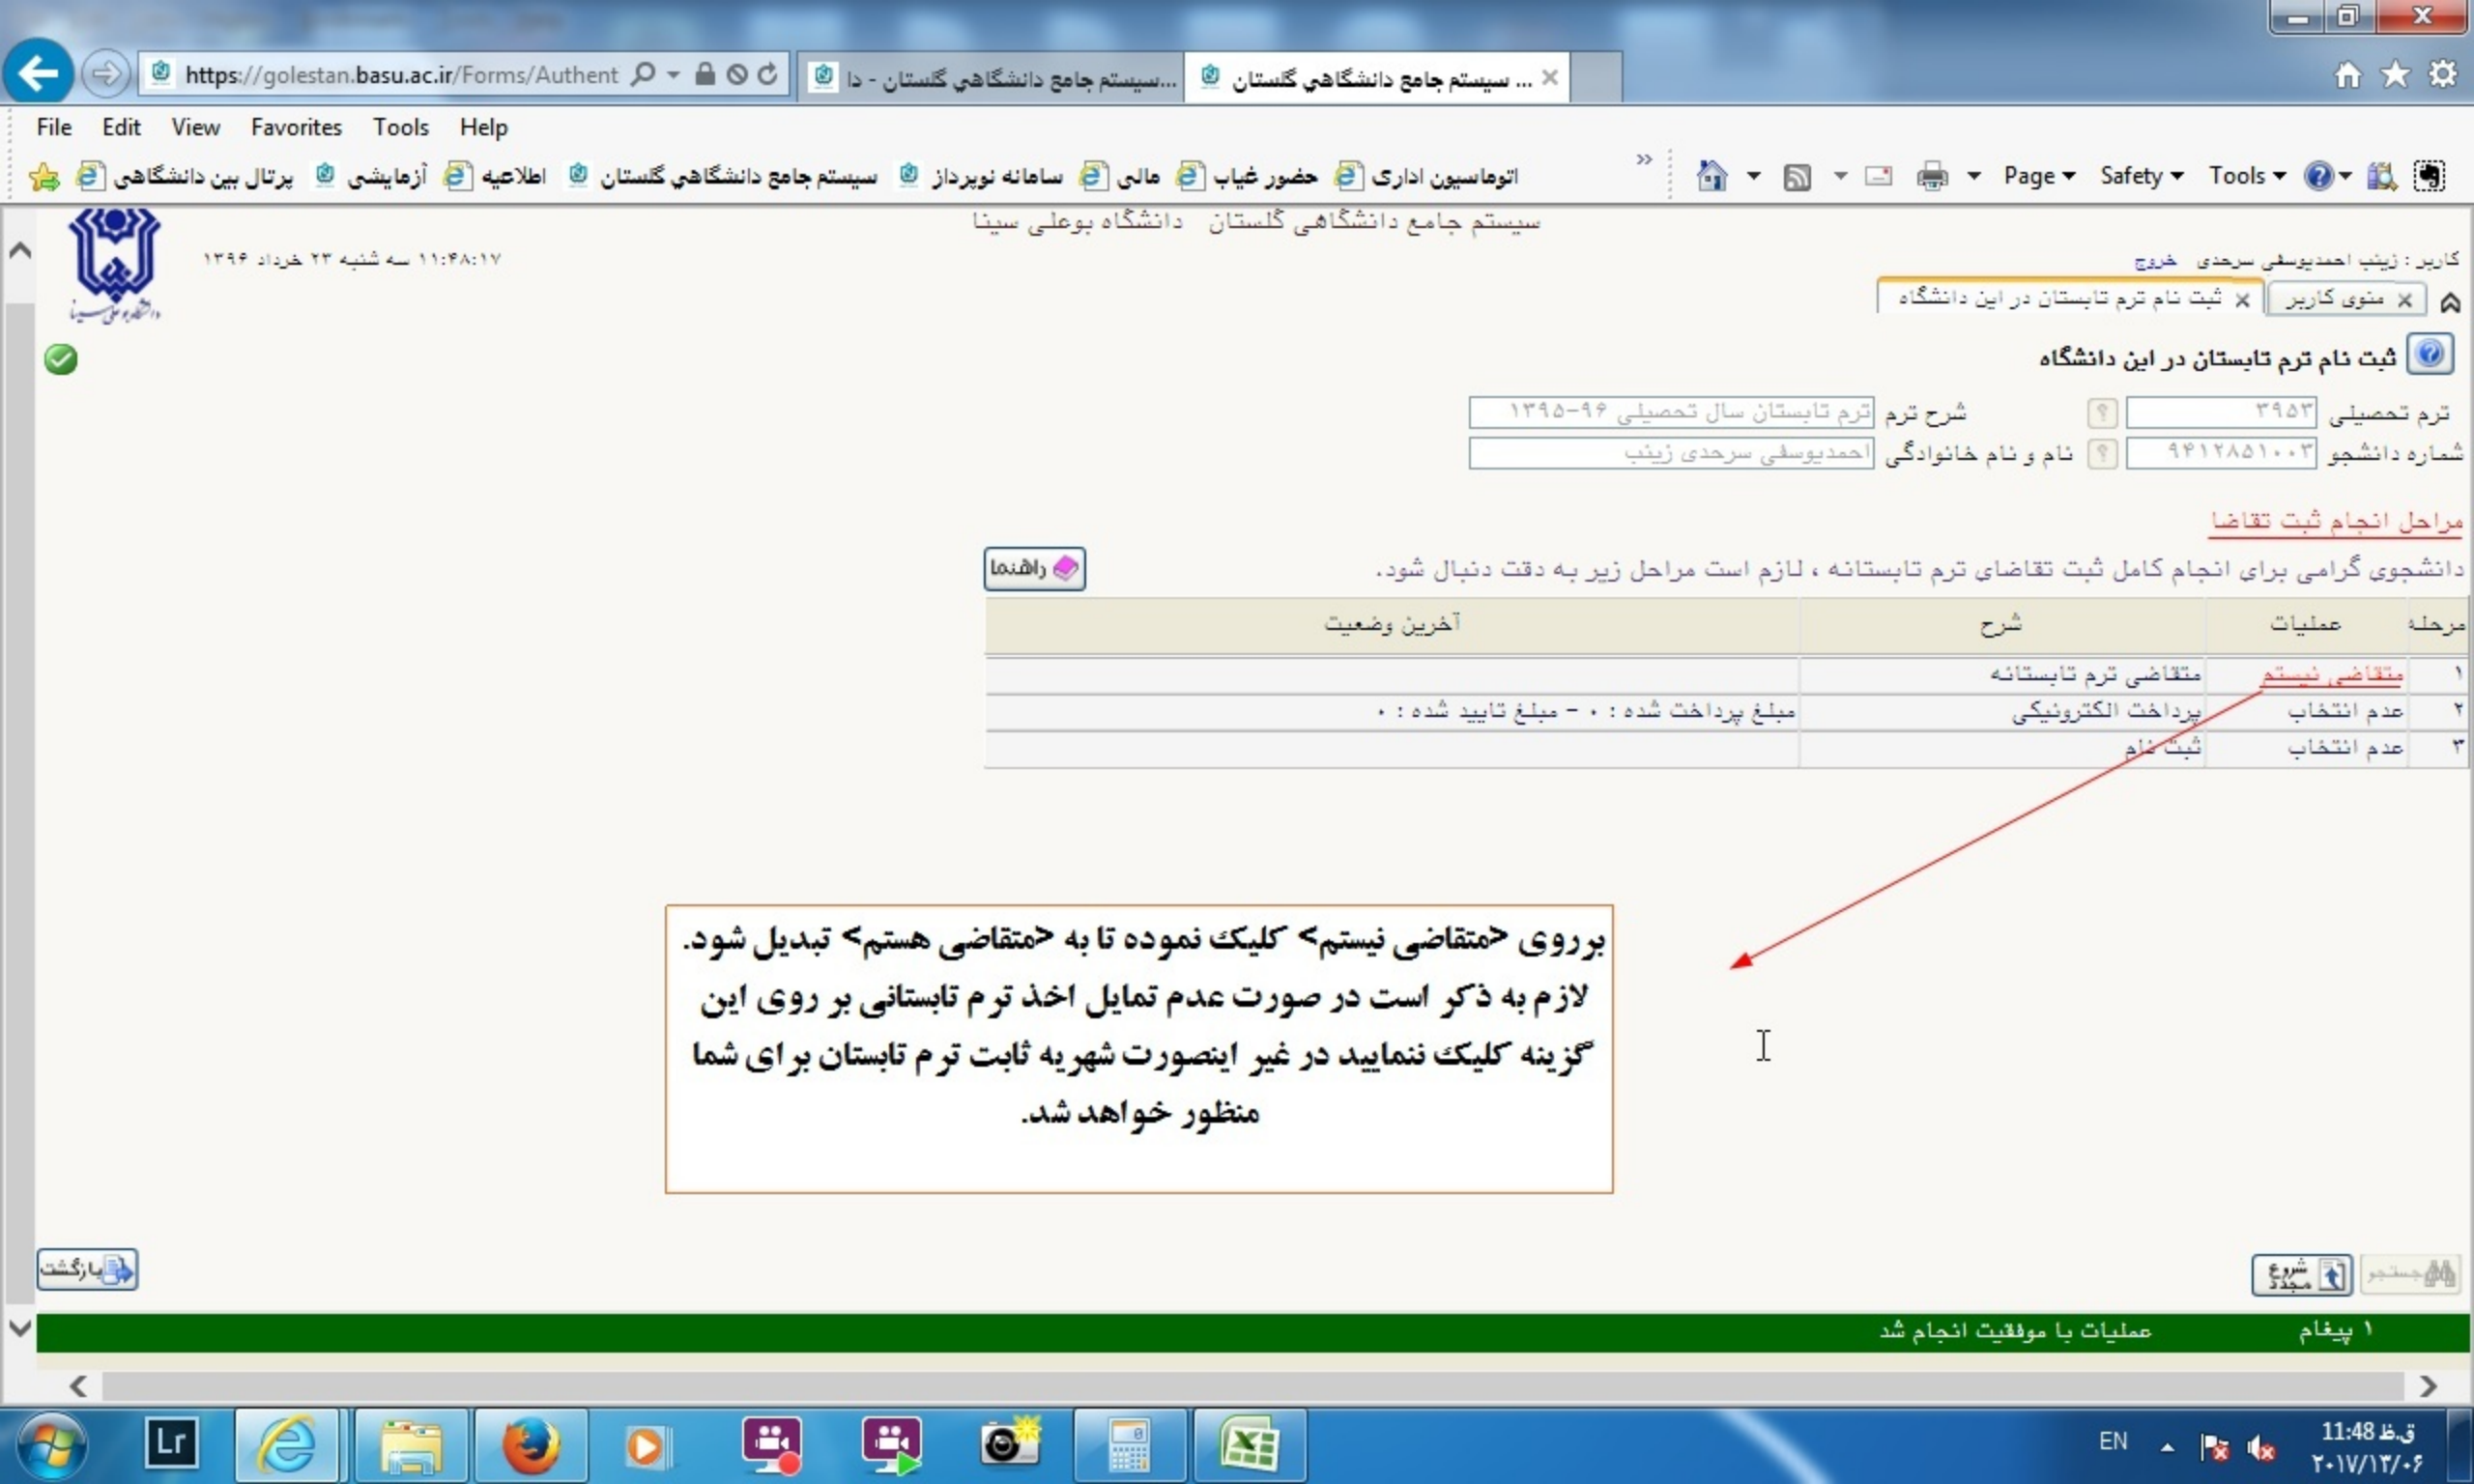 https://golestan.basu.ac.ir/Forms/Authent
سیستم جامع دانشگاهي گلستان - دا...
سیستم جامع دانشگاهي گلستان ...
File Edit View Favorites Tools Help
پرتال بین دانشگاهی
آزمایشی
اطلاعیه
سیستم جامع دانشگاهي گلستان
سامانه نوپرداز
مالی
حضور غیاب
اتوماسیون اداری
Page Safety Tools
سیستم جامع دانشگاهی گلستان دانشگاه بوعلی سینا
کاربر : زینب احمدیوسفی سرحدی خروج
۱۱:۴۸:۱۷ سه شنبه ۲۳ خرداد ۱۳۹۶
دانشگاه بوعلی سینا
منوی کاربر
ثبت نام ترم تابستان در این دانشگاه
ثبت نام ترم تابستان در این دانشگاه
ترم تحصیلی ۳۹۵۳ شرح ترم ترم تابستان سال تحصیلی ۹۶-۱۳۹۵
شماره دانشجو ۹۴۱۲۸۵۱۰۰۳ نام و نام خانوادگی احمدیوسفی سرحدی زینب
مراحل انجام ثبت تقاضا
دانشجوی گرامی برای انجام کامل ثبت تقاضای ترم تابستانه ، لازم است مراحل زیر به دقت دنبال شود.
راهنما
مرحله عملیات شرح آخرین وضعیت
۱ متقاضی نیستم متقاضی ترم تابستانه
۲ عدم انتخاب پرداخت الکترونیکی مبلغ پرداخت شده : ۰ - مبلغ تایید شده : ۰
۳ عدم انتخاب ثبت نام
برروی <متقاضی نیستم> کلیک نموده تا به <متقاضی هستم> تبدیل شود.
لازم به ذکر است در صورت عدم تمایل اخذ ترم تابستانی بر روی این
گزینه کلیک ننمایید در غیر اینصورت شهریه ثابت ترم تابستان برای شما
منظور خواهد شد.
جستجو
شروع مجدد
بازگشت
۱ پیغام عملیات با موفقیت انجام شد
Lr
EN
11:48 ق.ظ
۲۰۱۷/۱۳/۰۶